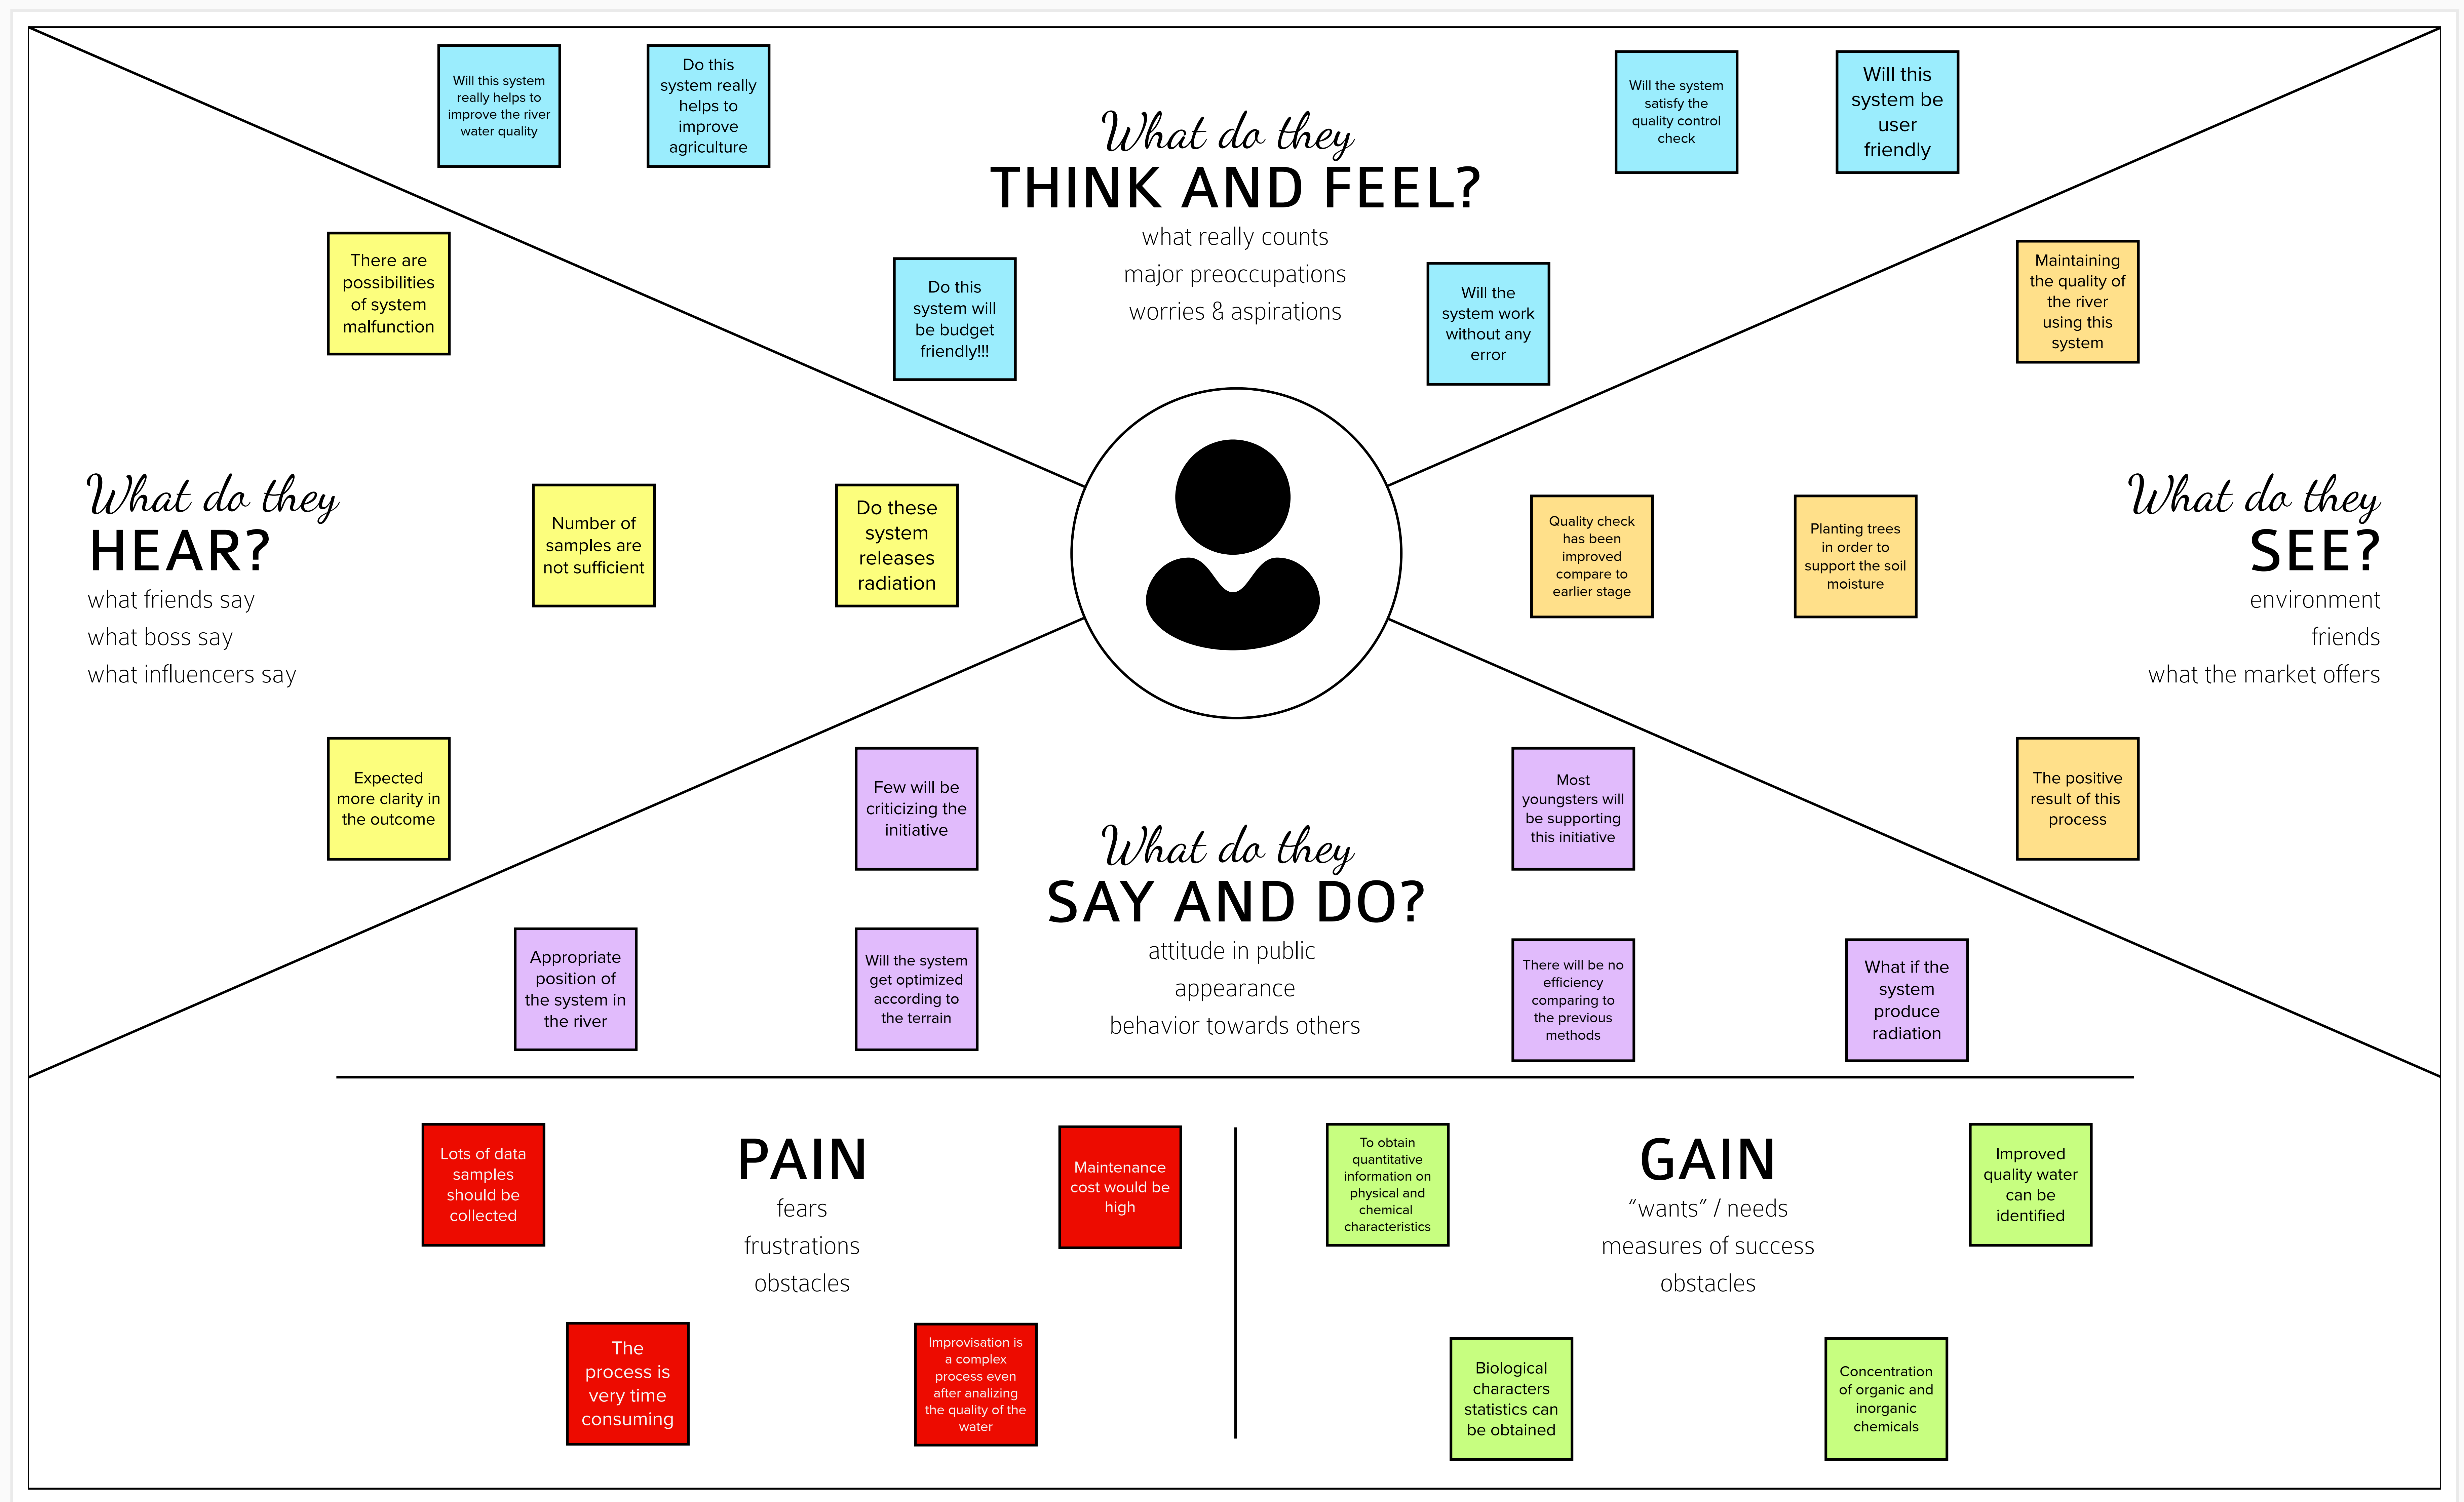 Will this system
really helps to
improve the river
water quality
Do this
system really
helps to
improve
agriculture
What do they
THINK AND FEEL?
what really counts
major preoccupations
worries & aspirations
Will the system
satisfy the
quality control
check
Will this
system be
user
friendly
Do this
system will
be budget
friendly!!!
Will the
system work
without any
error
There are
possibilities
of system
malfunction
What do they
HEAR?
what friends say
what boss say
what influencers say
Number of
samples are
not sufficient
Do these
system
releases
radiation
Expected
more clarity in
the outcome
Maintaining
the quality of
the river
using this
system
Quality check
has been
improved
compare to
earlier stage
Planting trees
in order to
support the soil
moisture
What do they
SEE?
environment
friends
what the market offers
The positive
result of this
process
Few will be
criticizing the
initiative
What do they
SAY AND DO?
attitude in public
appearance
behavior towards others
Most
youngsters will
be supporting
this initiative
Appropriate
position of
the system in
the river
Will the system
get optimized
according to
the terrain
There will be no
efficiency
comparing to
the previous
methods
What if the
system
produce
radiation
Lots of data
samples
should be
collected
PAIN
fears
frustrations
obstacles
Maintenance
cost would be
high
The
process is
very time
consuming
Improvisation is
a complex
process even
after analizing
the quality of the
water
To obtain
quantitative
information on
physical and
chemical
characteristics
GAIN
“wants” / needs
measures of success
obstacles
Improved
quality water
can be
identified
Biological
characters
statistics can
be obtained
Concentration
of organic and
inorganic
chemicals